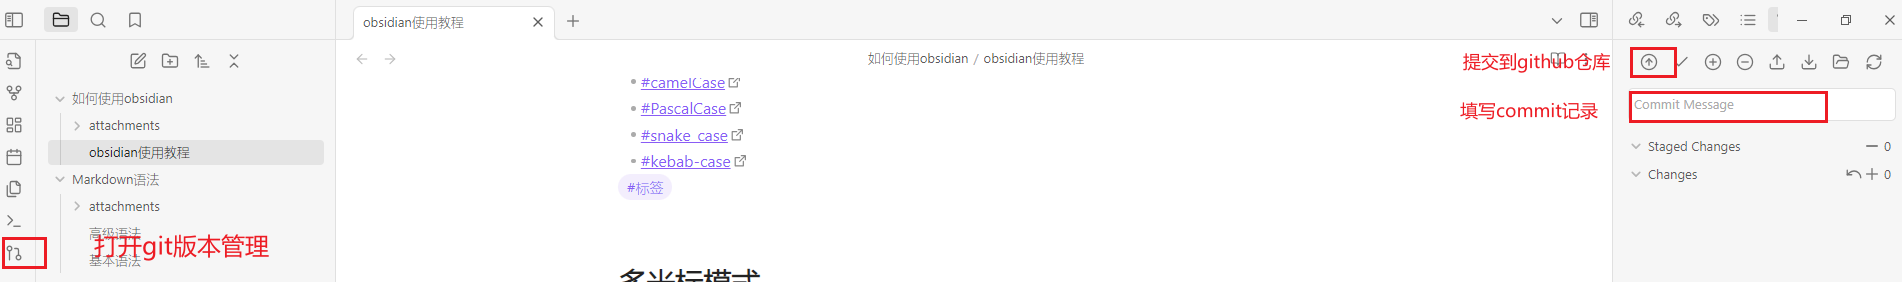 obsidian使用教程
如何使用obsidian / obsidian使用教程
如何使用obsidian
attachments
obsidian使用教程
Markdown语法
attachments
高级语法
基本语法
打开git版本管理
#camelCase
#PascalCase
#snake_case
#kebab-case
#标签
多光标模式
提交到github仓库
填写commit记录
Commit Message
Staged Changes
0
Changes
0